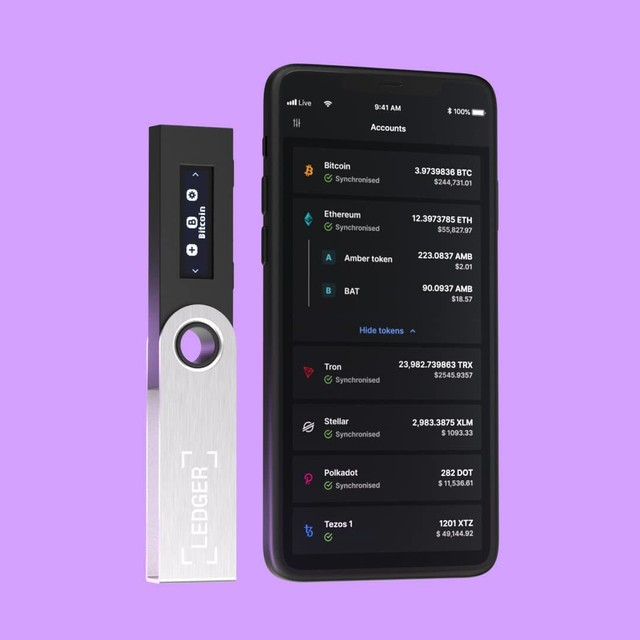 Bitcoin
LEDGER
Live
9:41 AM
100%
Accounts
Bitcoin
3.9739836 BTC
Synchronised
$244,731.01
Ethereum
12.3973785 ETH
Synchronised
$55,827.97
A
Amber token
223.0837 AMB
$2.01
B
BAT
90.0937 AMB
$18.57
Hide tokens
Tron
23,982.739863 TRX
Synchronised
$2545.9357
Stellar
2,983.3875 XLM
Synchronised
$ 1093.33
Polkadot
282 DOT
Synchronised
$ 11,536.61
Tezos 1
1201 XTZ
$ 49,144.92